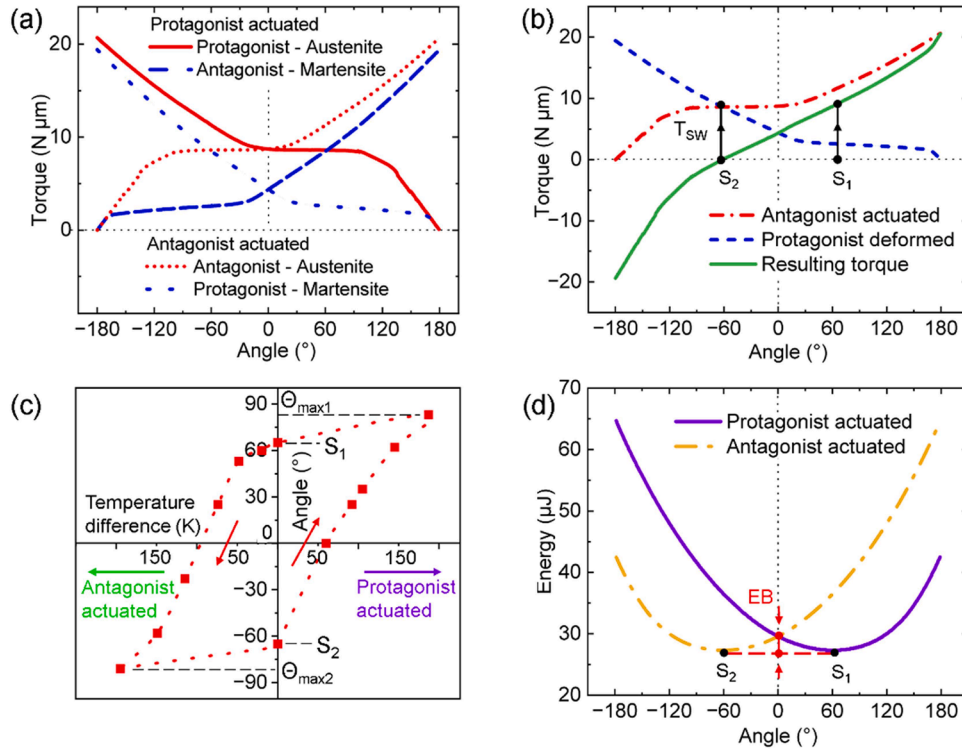 (a)
Protagonist actuated
Protagonist - Austenite
Antagonist - Martensite
Antagonist actuated
Antagonist - Austenite
Protagonist - Martensite
Torque (N µm)
20
10
0
−180 −120 −60 0 60 120 180
Angle (°)
(b)
Torque (N µm)
20
10
0
−10
−20
T_SW
S₂
S₁
Antagonist actuated
Protagonist deformed
Resulting torque
−180 −120 −60 0 60 120 180
Angle (°)
(c)
90
Θmax1
60
S₁
Angle (°)
30
Temperature
difference (K)
0
150 50 50 150
Antagonist
actuated
Protagonist
actuated
−30
−60
S₂
Θmax2
−90
(d)
70
60
50
40
30
20
Energy (µJ)
Protagonist actuated
Antagonist actuated
EB
S₂
S₁
−180 −120 −60 0 60 120 180
Angle (°)